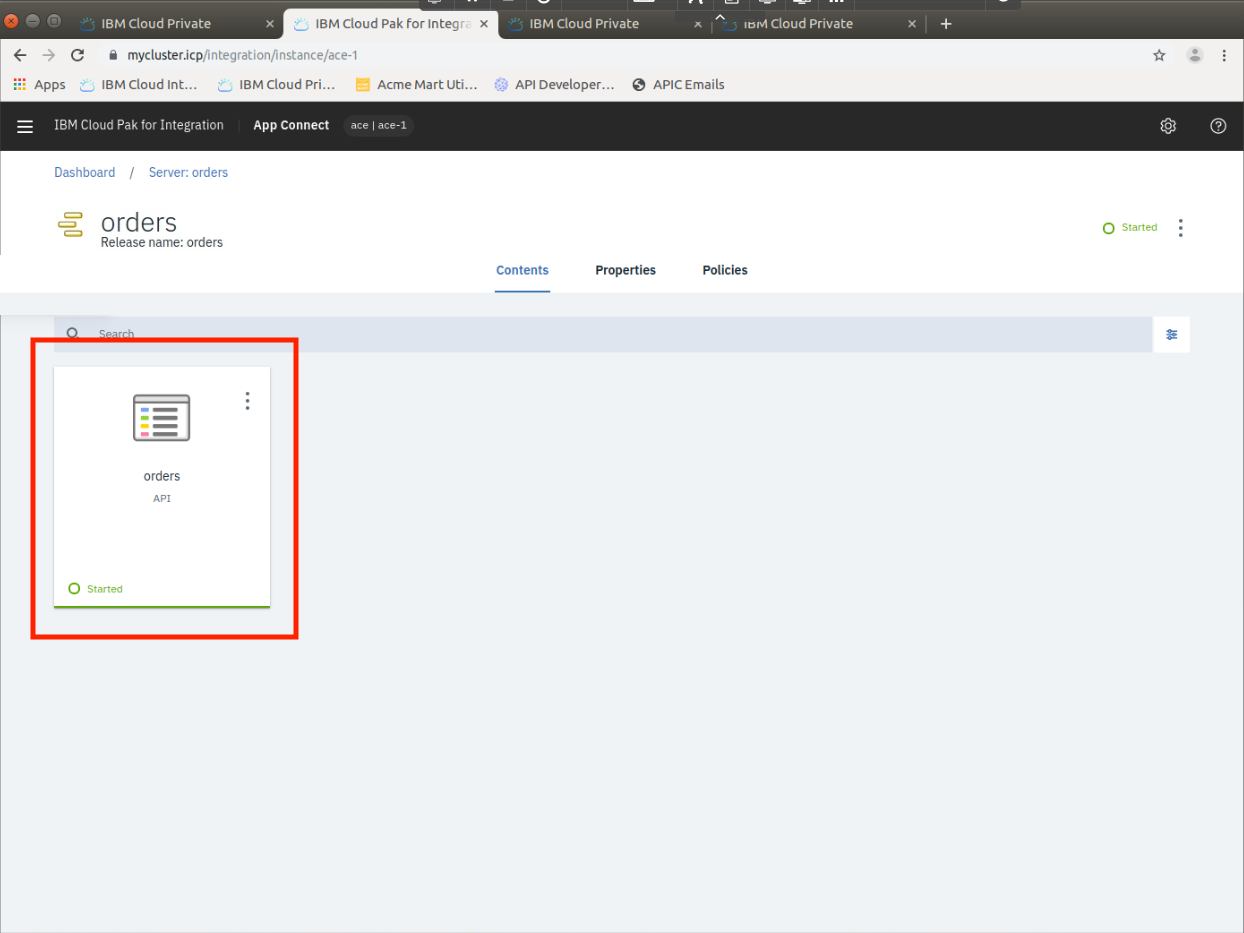 IBM Cloud Private
IBM Cloud Pak for Integra
IBM Cloud Private
IBM Cloud Private
mycluster.icp/integration/instance/ace-1
Apps
IBM Cloud Int...
IBM Cloud Pri...
Acme Mart Uti...
API Developer...
APIC Emails
IBM Cloud Pak for Integration
App Connect
ace | ace-1
Dashboard / Server: orders
orders
Release name: orders
Started
Contents
Properties
Policies
Search
orders
API
Started